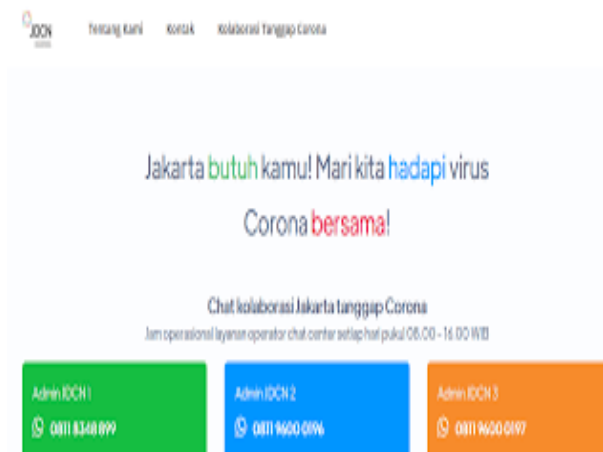 JDCN
Tentang Kami Kontak Kolaborasi Tanggap Corona
Jakarta butuh kamu! Mari kita hadapi virus
Corona bersama!
Chat kolaborasi Jakarta tanggap Corona
Jam operasional layanan operator chat center setiap hari pukul 08.00 - 16.00 WIB
Admin JDCN 1 Admin JDCN 2 Admin JDCN 3
0811 8348 899 0811 9600 0196 0811 9600 0197